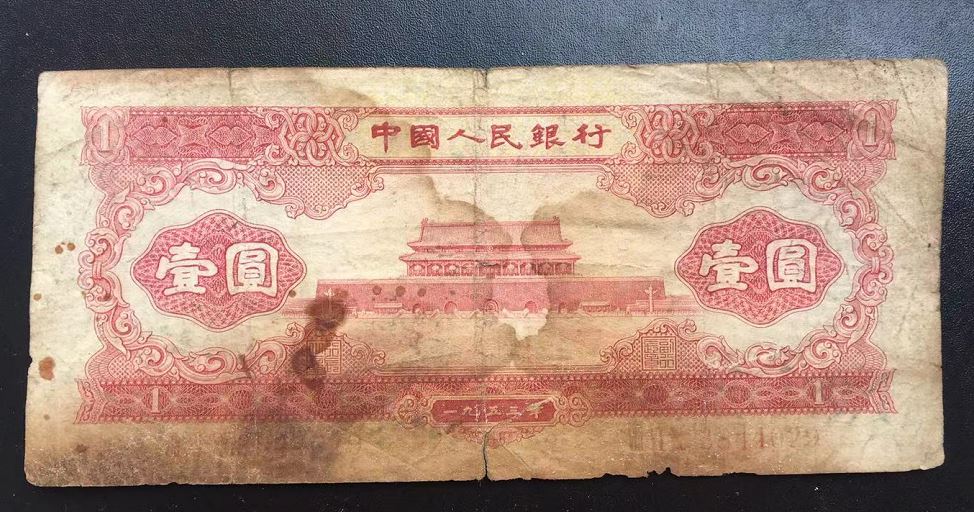 中國人民銀行
1 1
壹圓 壹圓
1 1
一九五三年